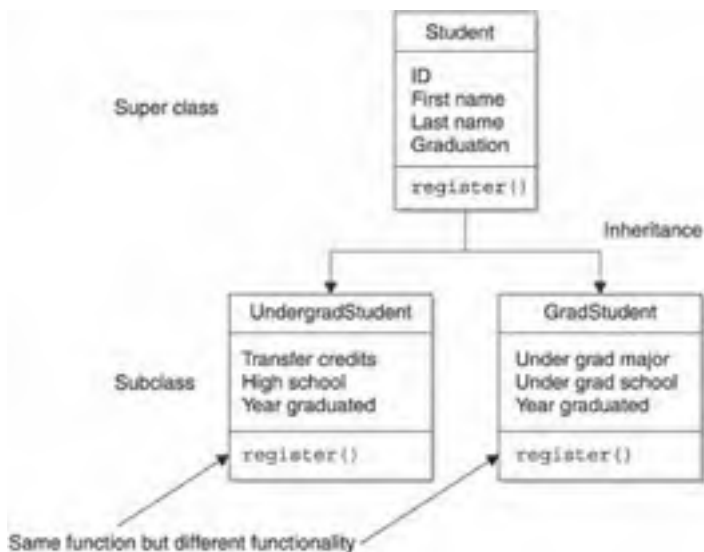 Student
ID
First name
Last name
Graduation
register()
Super class
Inheritance
UndergradStudent
Transfer credits
High school
Year graduated
register()
GradStudent
Under grad major
Under grad school
Year graduated
register()
Subclass
Same function but different functionality